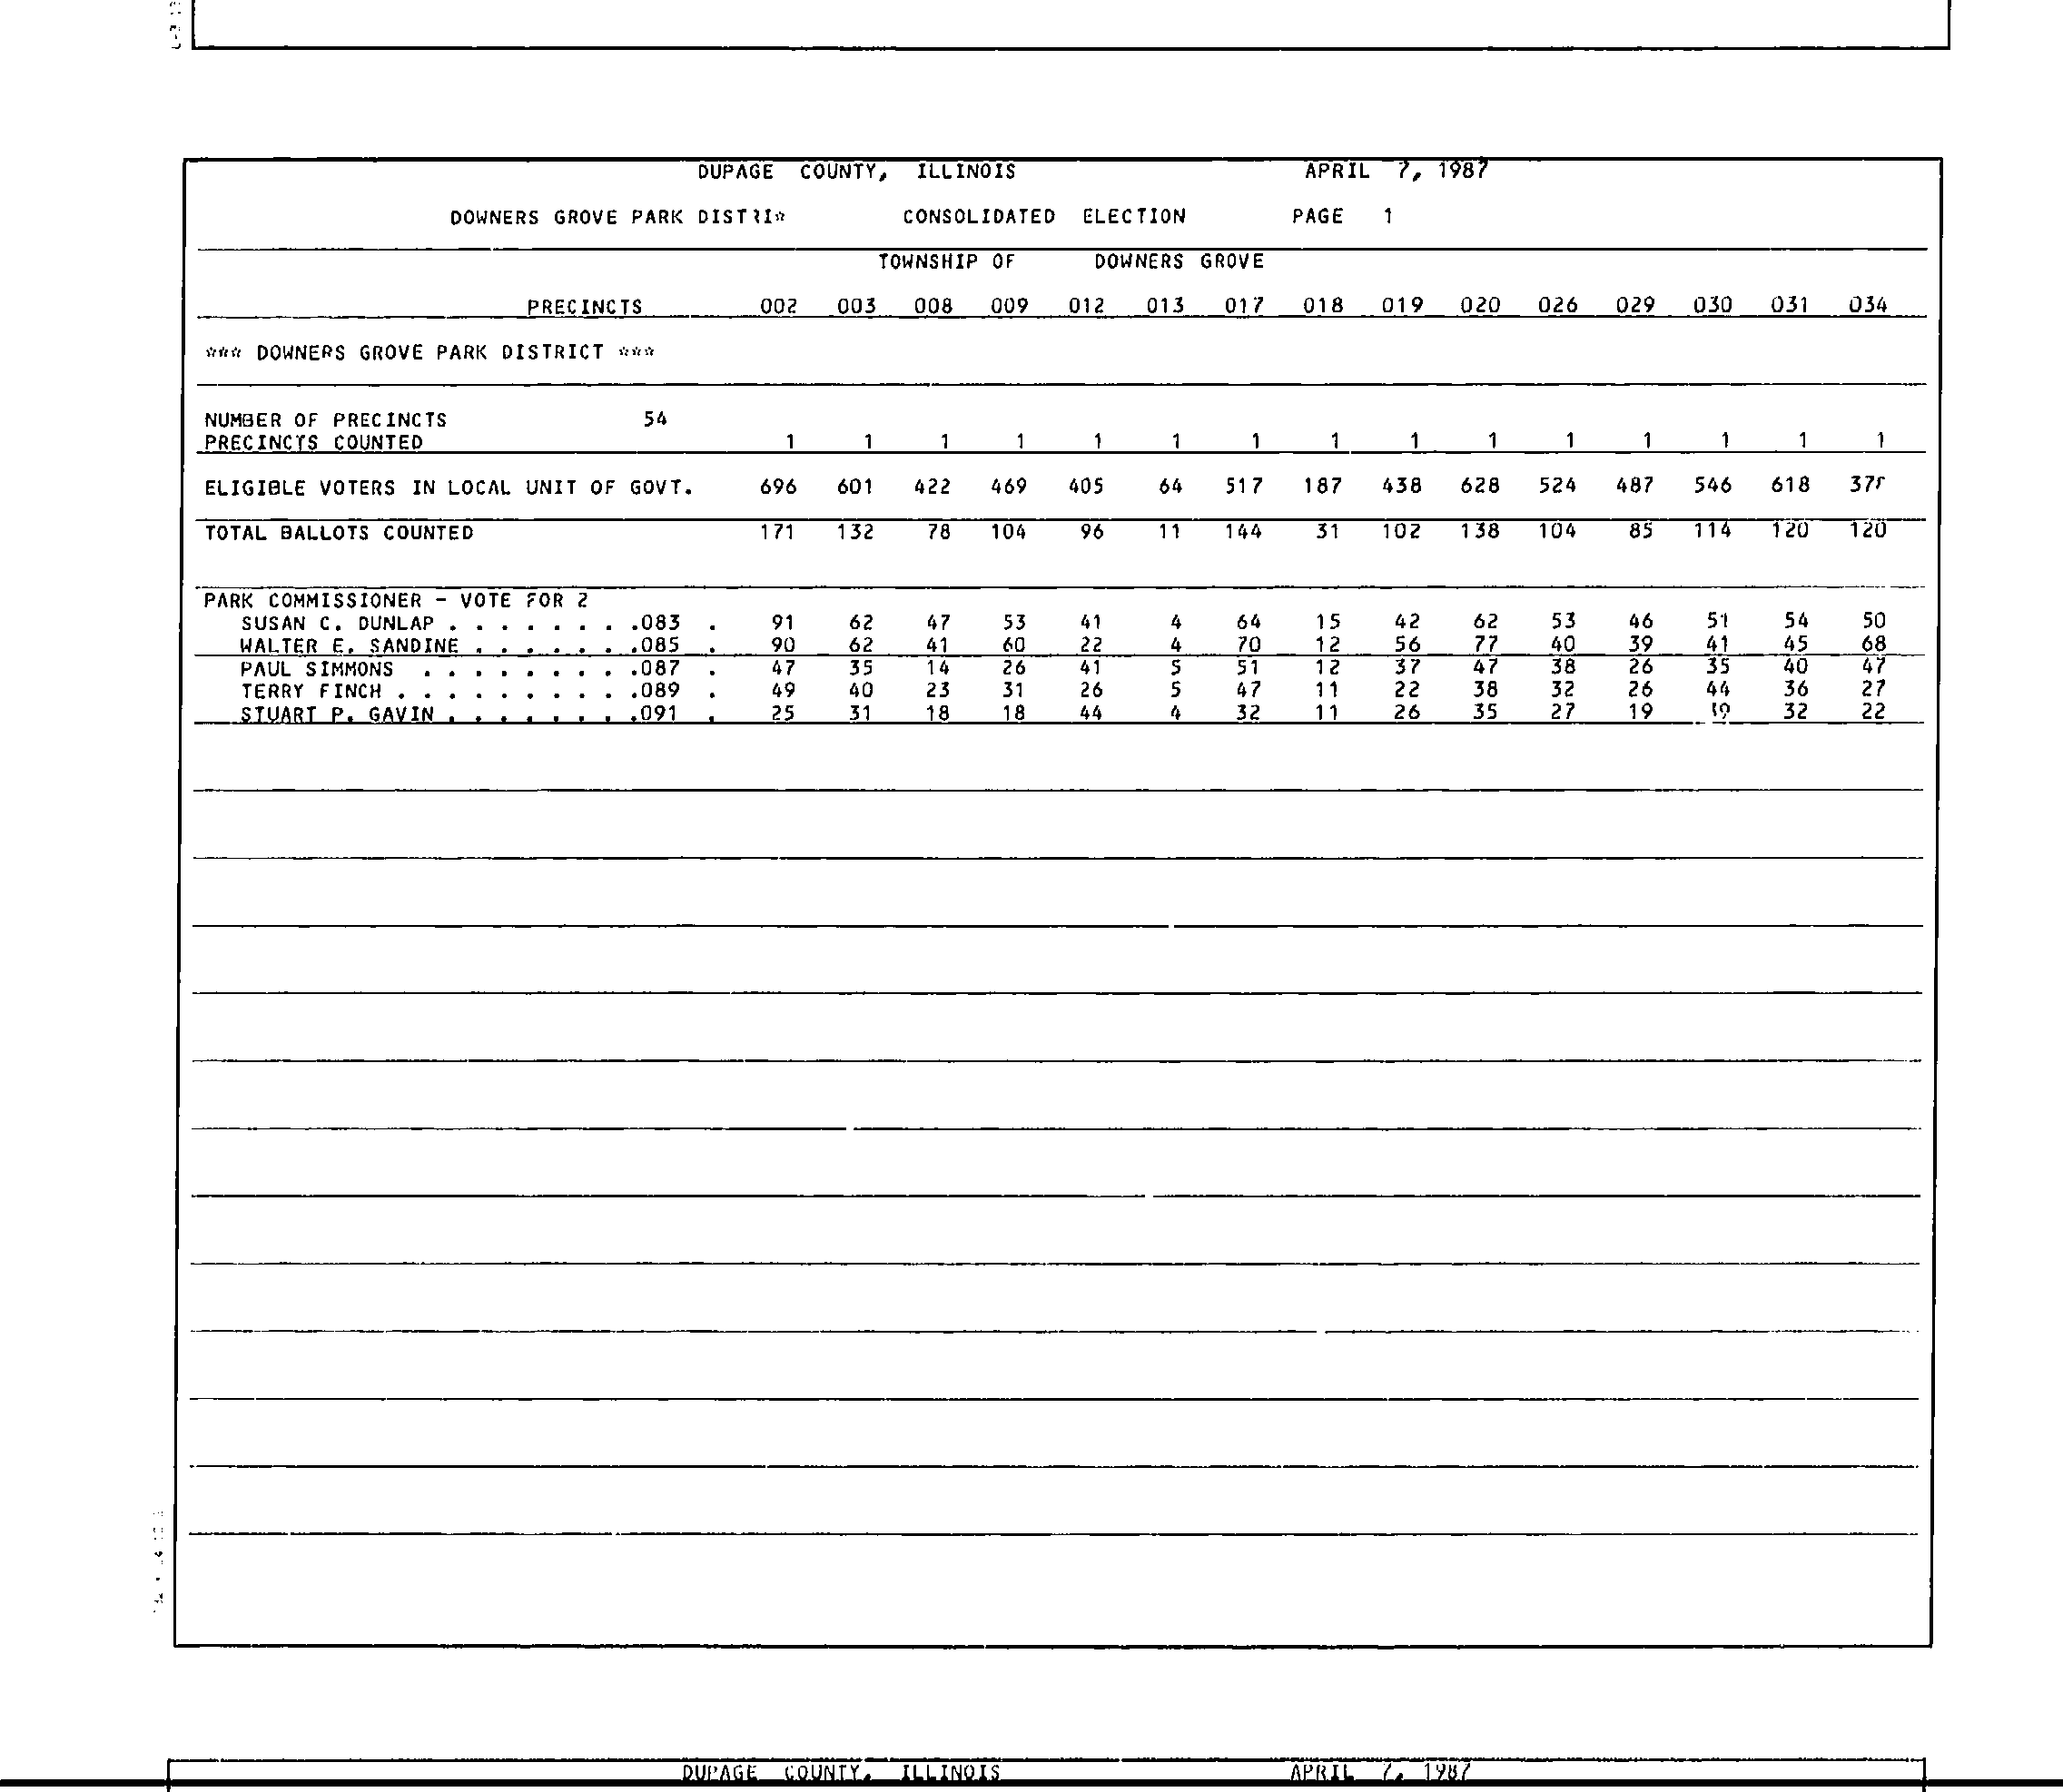 DUPAGE COUNTY, ILLINOIS APRIL 7, 1987
DOWNERS GROVE PARK DISTRI☆ CONSOLIDATED ELECTION PAGE 1
TOWNSHIP OF DOWNERS GROVE
PRECINCTS 002 003 008 009 012 013 017 018 019 020 026 029 030 031 034
*** DOWNERS GROVE PARK DISTRICT ***
NUMBER OF PRECINCTS 54
PRECINCTS COUNTED 1 1 1 1 1 1 1 1 1 1 1 1 1 1 1
ELIGIBLE VOTERS IN LOCAL UNIT OF GOVT. 696 601 422 469 405 64 517 187 438 628 524 487 546 618
TOTAL BALLOTS COUNTED 171 132 78 104 96 11 144 31 102 138 104 85 114 120 120
PARK COMMISSIONER - VOTE FOR 2
SUSAN C. DUNLAP . . . . . . . .083 . 91 62 47 53 41 4 64 15 42 62 53 46 51 54 50
WALTER E. SANDINE . . . . . . .085 . 90 62 41 60 22 4 70 12 56 77 40 39 41 45 68
PAUL SIMMONS . . . . . . . . .087 . 47 35 14 26 41 5 51 12 37 47 38 26 35 40 47
TERRY FINCH . . . . . . . . . .089 . 49 40 23 31 26 5 47 11 22 38 32 26 44 36 27
STUART P. GAVIN . . . . . . . .091 . 25 31 18 18 44 4 32 11 26 35 27 19 32 22
DUPAGE COUNTY, ILLINOIS APRIL 7, 1987